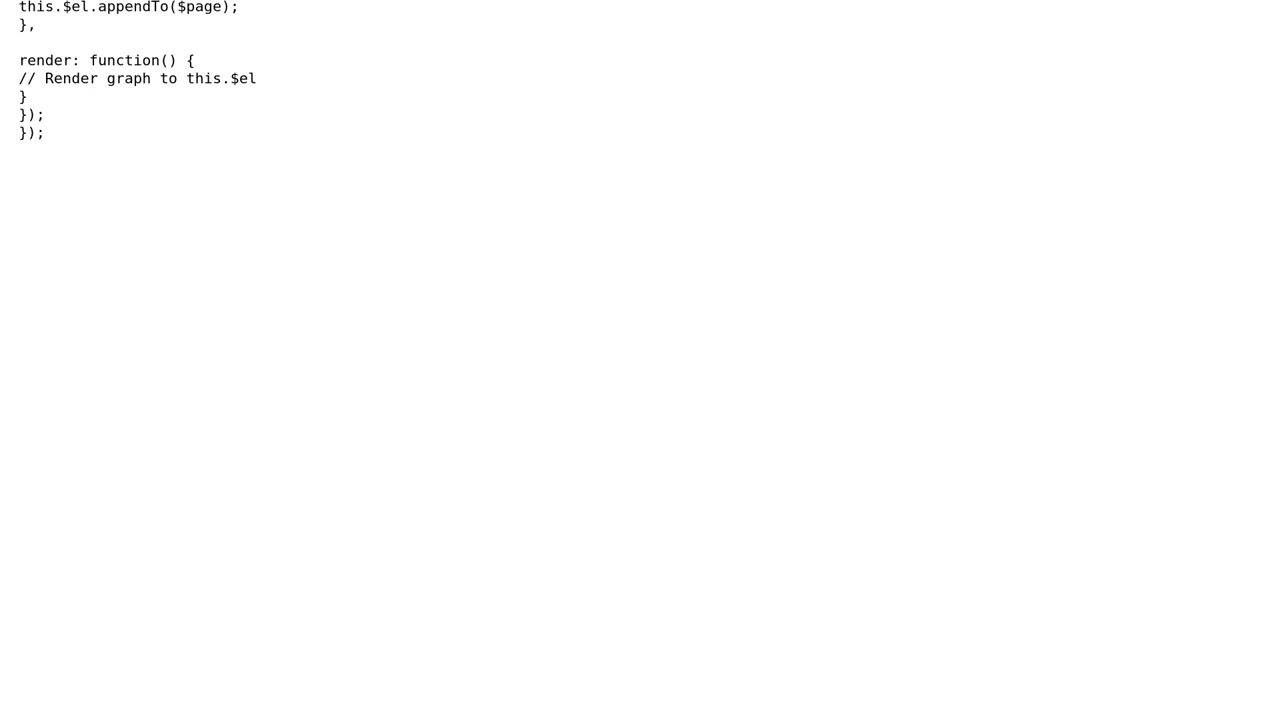 this.$el.appendTo($page);
},

render: function() {
// Render graph to this.$el
}
});
});